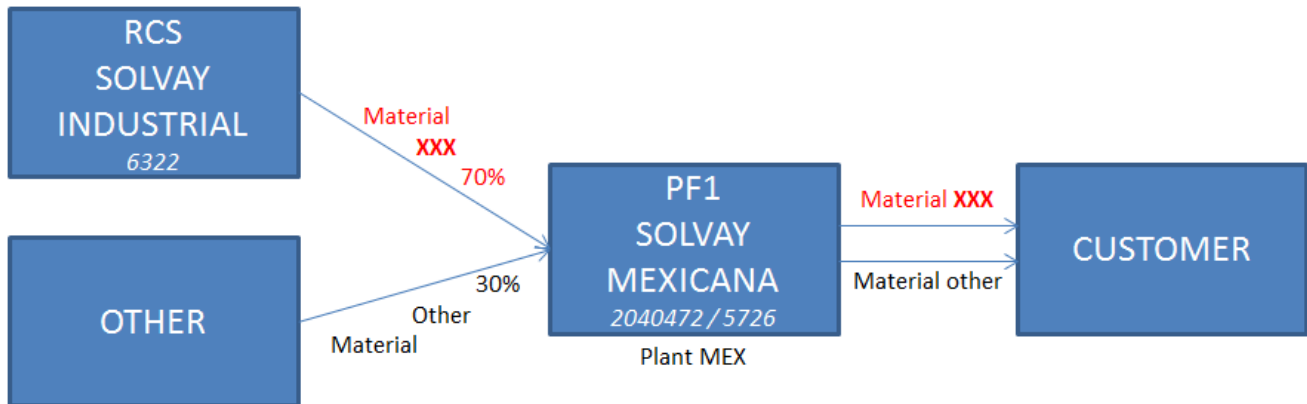 RCS
SOLVAY
INDUSTRIAL
6322
Material
XXX
70%
OTHER
30%
Other
Material
PF1
SOLVAY
MEXICANA
2040472 / 5726
Plant MEX
Material XXX
Material other
CUSTOMER